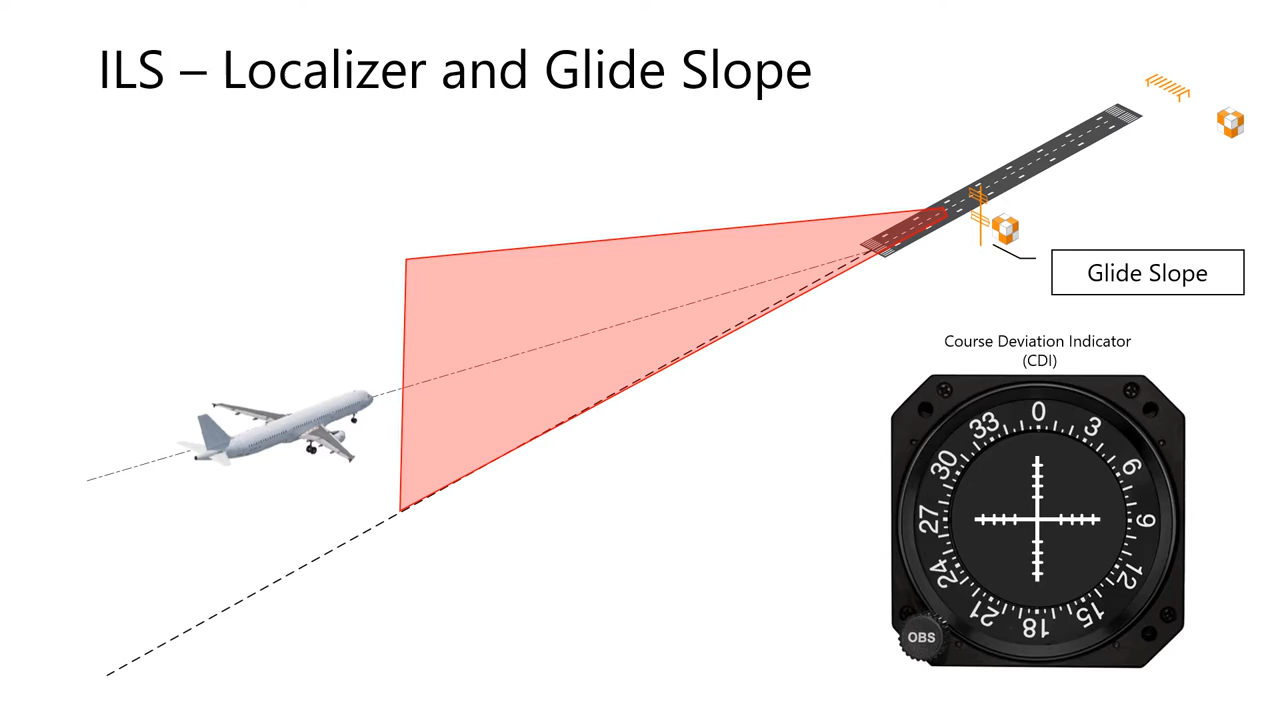 ILS – Localizer and Glide Slope
Glide Slope
Course Deviation Indicator
(CDI)
0
3
6
9
12
15
18
21
24
27
30
33
OBS